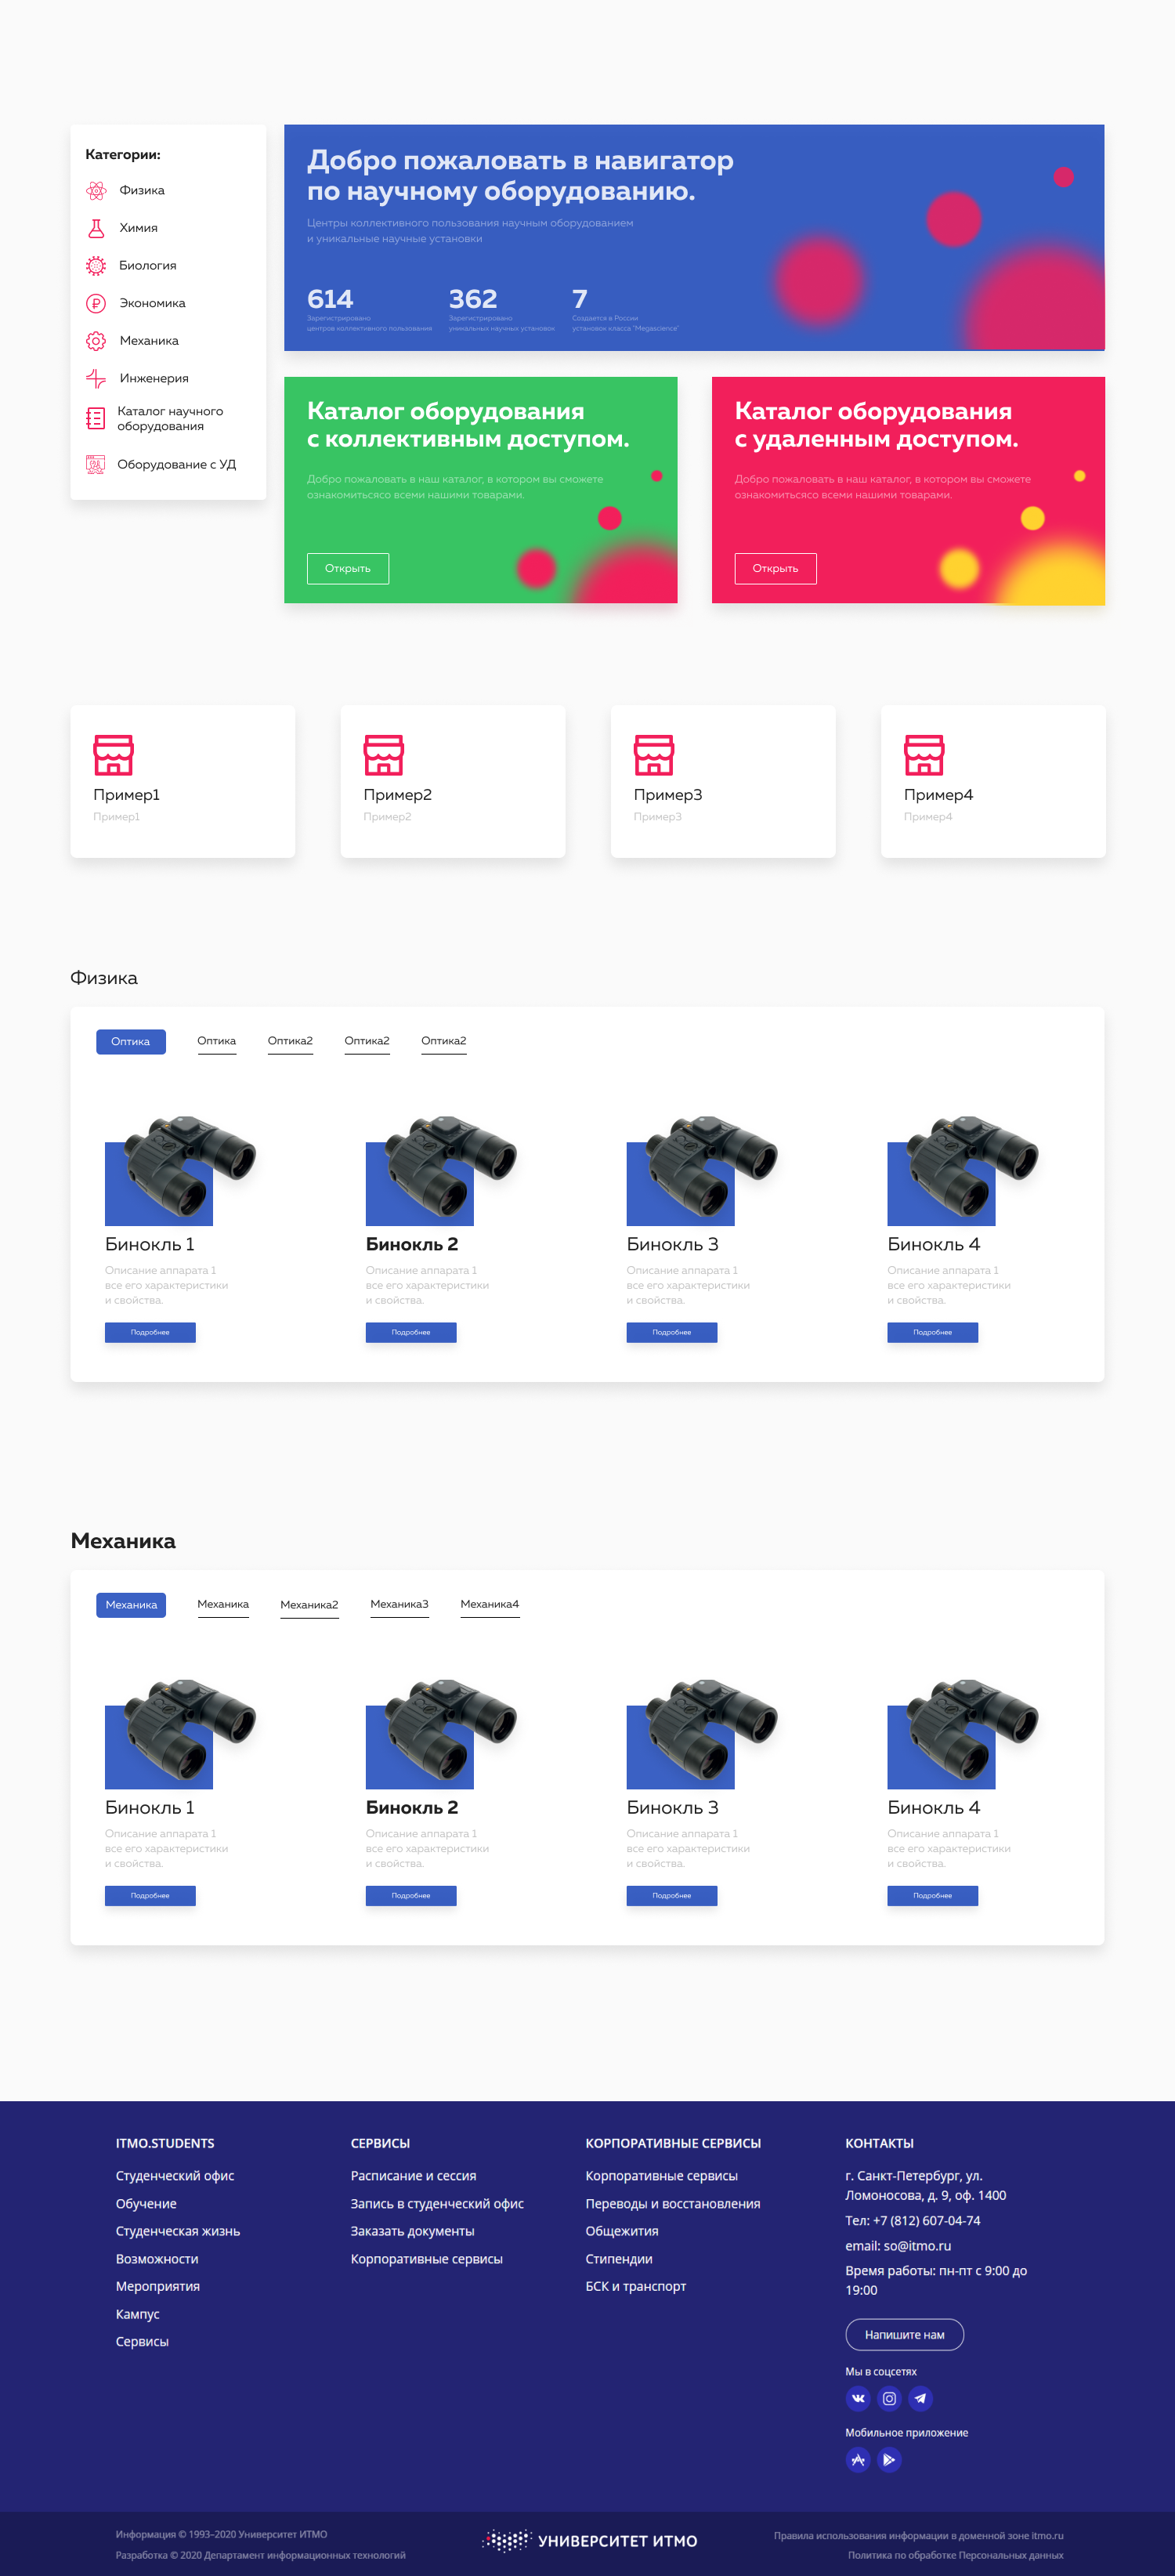 Категории:
Физика
Химия
Биология
Экономика
Механика
Инженерия
Каталог научного
оборудования
Оборудование с УД
Добро пожаловать в навигатор
по научному оборудованию.
Центры коллективного пользования научным оборудованием
и уникальные научные установки
614
Зарегистрировано
центров коллективного пользования
362
Зарегистрировано
уникальных научных установок
7
Создается в России
установок класса "Megascience"
Каталог оборудования
с коллективным доступом.
Добро пожаловать в наш каталог, в котором вы сможете
ознакомитьсясо всеми нашими товарами.
Открыть
Каталог оборудования
с удаленным доступом.
Добро пожаловать в наш каталог, в котором вы сможете
ознакомитьсясо всеми нашими товарами.
Открыть
Пример1
Пример1
Пример2
Пример2
Пример3
Пример3
Пример4
Пример4
Физика
Оптика Оптика Оптика2 Оптика2 Оптика2
Бинокль 1
Описание аппарата 1
все его характеристики
и свойства.
Подробнее
Бинокль 2
Описание аппарата 1
все его характеристики
и свойства.
Подробнее
Бинокль 3
Описание аппарата 1
все его характеристики
и свойства.
Подробнее
Бинокль 4
Описание аппарата 1
все его характеристики
и свойства.
Подробнее
Механика
Механика Механика Механика2 Механика3 Механика4
Бинокль 1
Описание аппарата 1
все его характеристики
и свойства.
Подробнее
Бинокль 2
Описание аппарата 1
все его характеристики
и свойства.
Подробнее
Бинокль 3
Описание аппарата 1
все его характеристики
и свойства.
Подробнее
Бинокль 4
Описание аппарата 1
все его характеристики
и свойства.
Подробнее
ITMO.STUDENTS
Студенческий офис
Обучение
Студенческая жизнь
Возможности
Мероприятия
Кампус
Сервисы
СЕРВИСЫ
Расписание и сессия
Запись в студенческий офис
Заказать документы
Корпоративные сервисы
КОРПОРАТИВНЫЕ СЕРВИСЫ
Корпоративные сервисы
Переводы и восстановления
Общежития
Стипендии
БСК и транспорт
КОНТАКТЫ
г. Санкт-Петербург, ул.
Ломоносова, д. 9, оф. 1400
Тел: +7 (812) 607-04-74
email: so@itmo.ru
Время работы: пн-пт с 9:00 до
19:00
Напишите нам
Мы в соцсетях
Мобильное приложение
Информация © 1993–2020 Университет ИТМО
Разработка © 2020 Департамент информационных технологий
УНИВЕРСИТЕТ ИТМО
Правила использования информации в доменной зоне itmo.ru
Политика по обработке Персональных данных